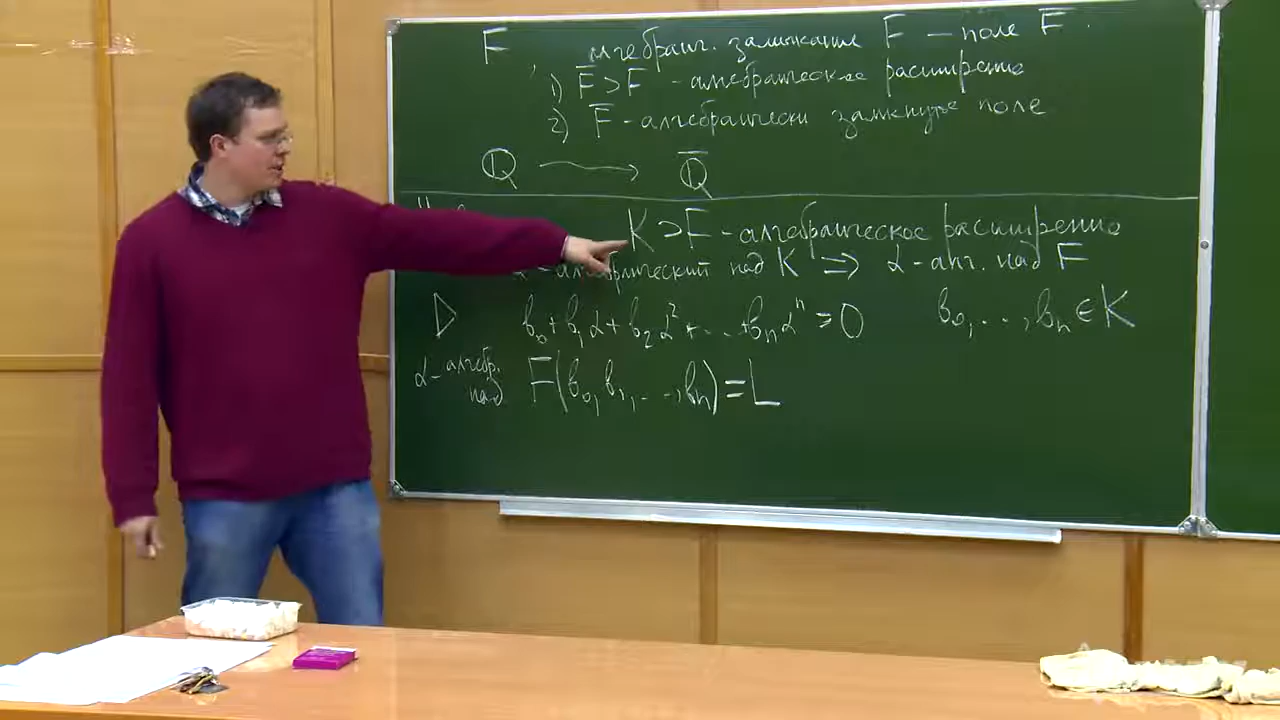 F алгебраич. замыкание F — поле F̄.
1) F̄ ⊃ F - алгебраическое расширение
2) F̄ - алгебраически замкнутое поле
ℚ ⟶ ℚ̄
K ⊃ F - алгебраическое расширение
α - алгебраический над K ⇒ α - алг. над F
▷ b₀ + b₁α + b₂α² + ... + bₙαⁿ = 0 b₀, ..., bₙ ∈ K
α - алгебр. над F(b₀, b₁, ..., bₙ) = L